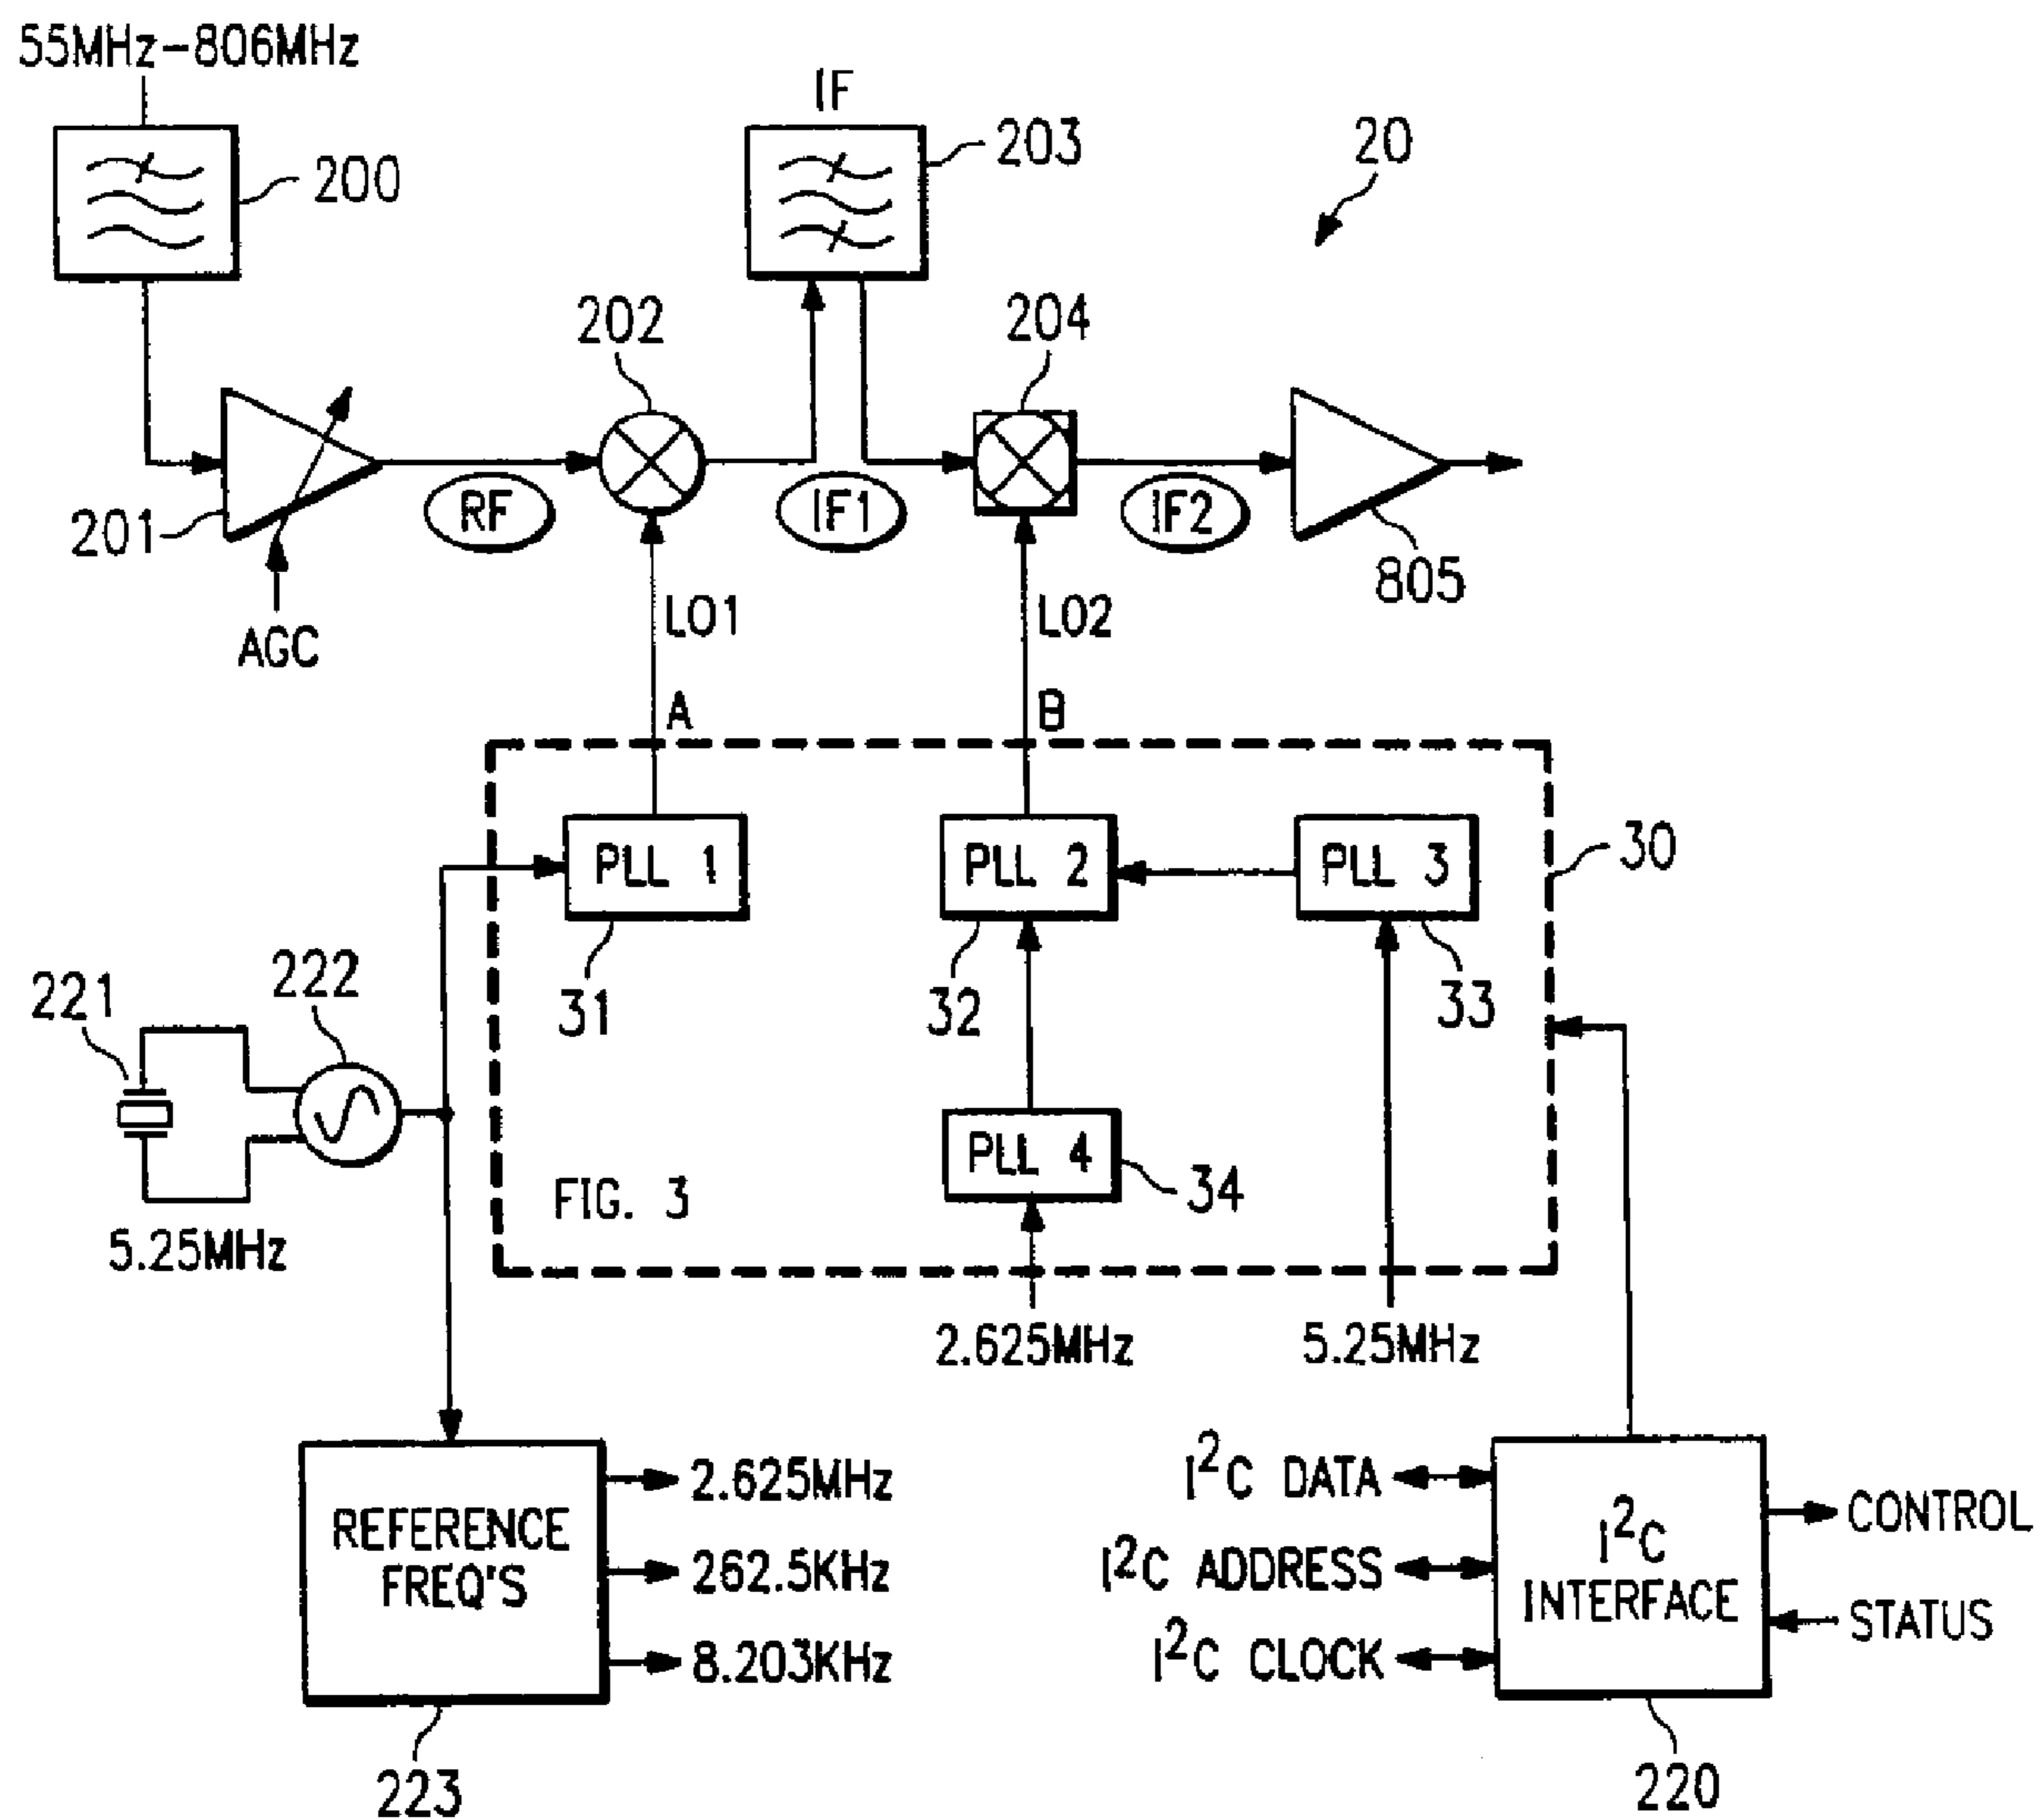 55MHz-806MHz
IF
200
203
20
202
204
RF
IF1
IF2
201
805
AGC
LO1
LO2
A
B
PLL 1
PLL 2
PLL 3
30
31
32
33
221
222
PLL 4
34
FIG. 3
5.25MHz
2.625MHz
5.25MHz
REFERENCE
FREQ'S
2.625MHz
262.5KHz
8.203KHz
I²C DATA
I²C ADDRESS
I²C CLOCK
I²C
INTERFACE
CONTROL
STATUS
223
220